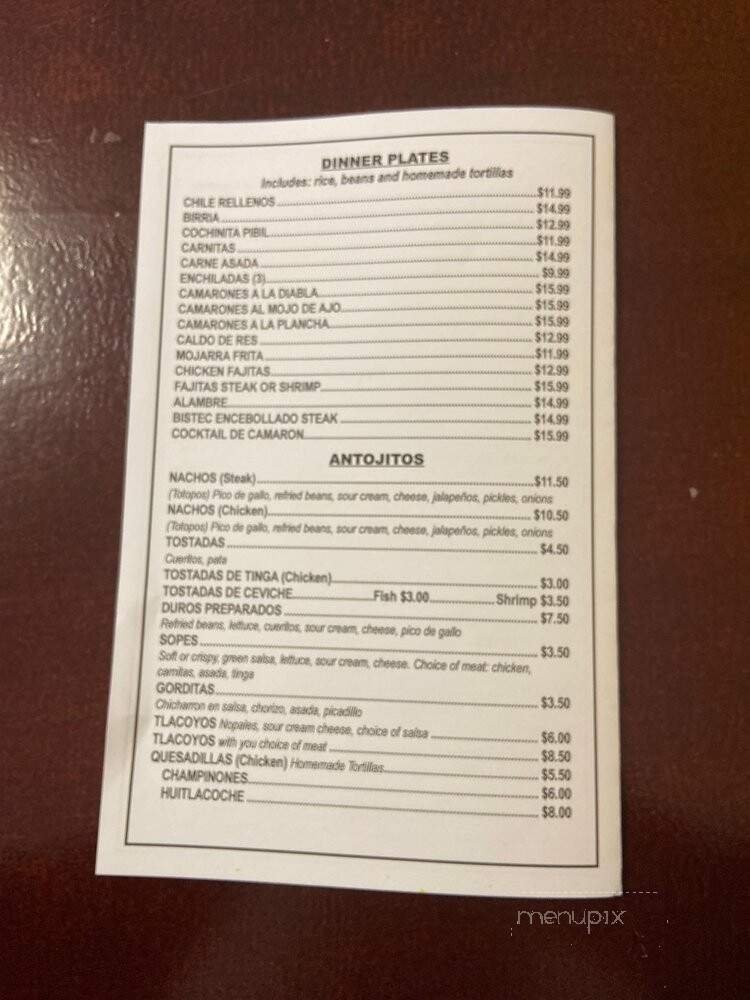 DINNER PLATES
Includes: rice, beans and homemade tortillas
CHILE RELLENOS $11.99
BIRRIA $14.99
COCHINITA PIBIL $12.99
CARNITAS $11.99
CARNE ASADA $14.99
ENCHILADAS (3) $9.99
CAMARONES A LA DIABLA $15.99
CAMARONES AL MOJO DE AJO $15.99
CAMARONES A LA PLANCHA $15.99
CALDO DE RES $12.99
MOJARRA FRITA $11.99
CHICKEN FAJITAS $12.99
FAJITAS STEAK OR SHRIMP $15.99
ALAMBRE $14.99
BISTEC ENCEBOLLADO STEAK $14.99
COCKTAIL DE CAMARON $15.99
ANTOJITOS
NACHOS (Steak) $11.50
(Totopos) Pico de gallo, refried beans, sour cream, cheese, jalapeños, pickles, onions
NACHOS (Chicken) $10.50
(Totopos) Pico de gallo, refried beans, sour cream, cheese, jalapeños, pickles, onions
TOSTADAS $4.50
Cueritos, pata
TOSTADAS DE TINGA (Chicken) $3.00
TOSTADAS DE CEVICHE Fish $3.00 Shrimp $3.50
DUROS PREPARADOS $7.50
Refried beans, lettuce, cueritos, sour cream, cheese, pico de gallo
SOPES $3.50
Soft or crispy, green salsa, lettuce, sour cream, cheese. Choice of meat: chicken,
carnitas, asada, tinga
GORDITAS $3.50
Chicharron en salsa, chorizo, asada, picadillo
TLACOYOS Nopales, sour cream cheese, choice of salsa $6.00
TLACOYOS with you choice of meat $8.50
QUESADILLAS (Chicken) Homemade Tortillas $5.50
CHAMPINONES $6.00
HUITLACOCHE $8.00
menupix